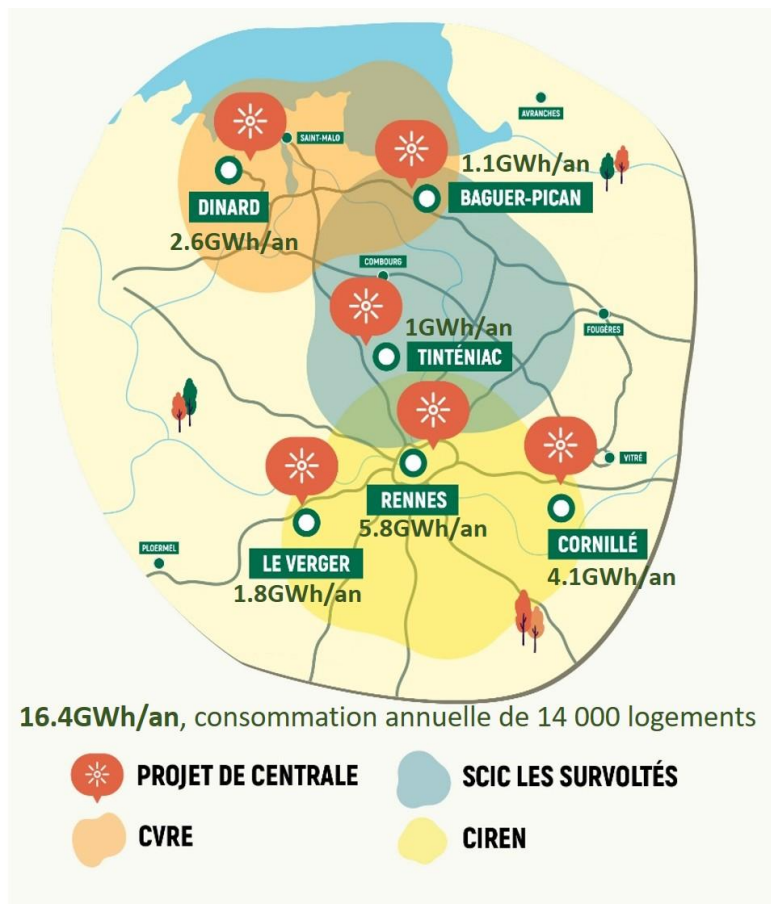 AVRANCHES
SAINT-MALO
1.1GWh/an
BAGUER-PICAN
DINARD
2.6GWh/an
COMBOURG
1GWh/an
TINTÉNIAC
FOUGÈRES
VITRÉ
RENNES
5.8GWh/an
CORNILLÉ
4.1GWh/an
PLOERMEL
LE VERGER
1.8GWh/an
16.4GWh/an, consommation annuelle de 14 000 logements
PROJET DE CENTRALE
SCIC LES SURVOLTÉS
CVRE
CIREN